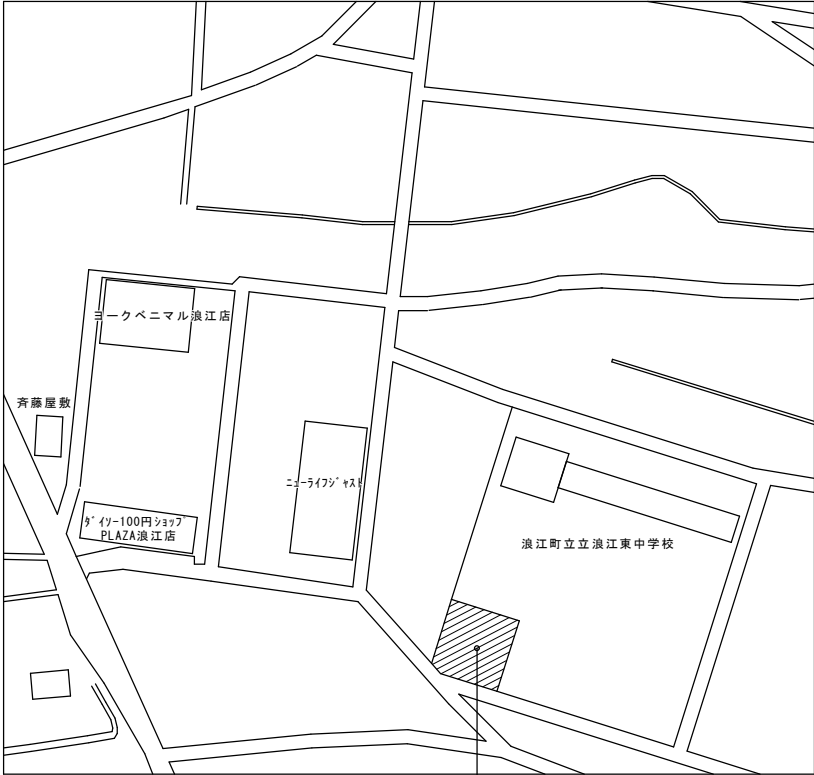 ヨークベニマル浪江店
斉藤屋敷
ニューライフジャスト
ダイソー100円ショップ
PLAZA浪江店
浪江町立立浪江東中学校